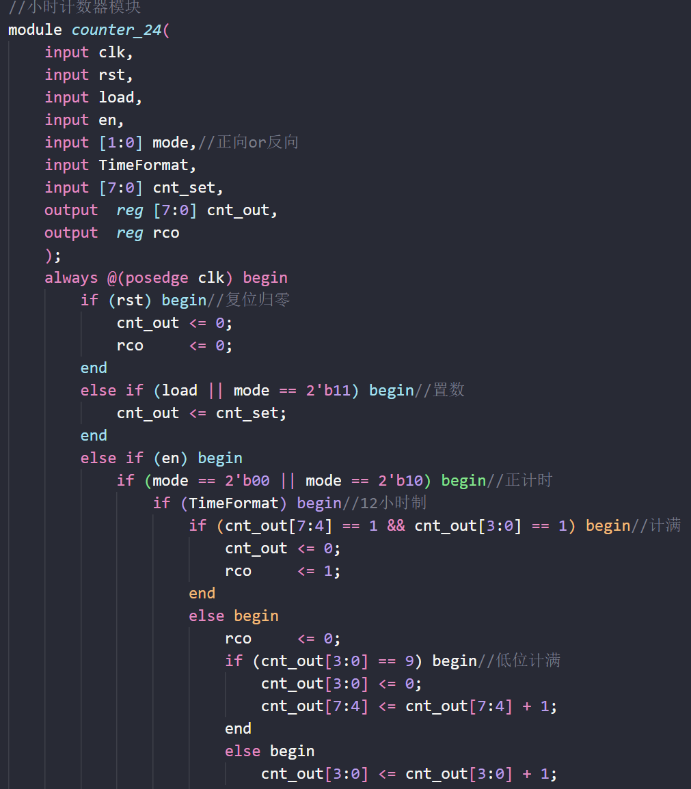 //小时计数器模块
module counter_24(
    input clk,
    input rst,
    input load,
    input en,
    input [1:0] mode,//正向or反向
    input TimeFormat,
    input [7:0] cnt_set,
    output  reg [7:0] cnt_out,
    output  reg rco
    );
    always @(posedge clk) begin
        if (rst) begin//复位归零
            cnt_out <= 0;
            rco     <= 0;
        end
        else if (load || mode == 2'b11) begin//置数
            cnt_out <= cnt_set;
        end
        else if (en) begin
            if (mode == 2'b00 || mode == 2'b10) begin//正计时
                if (TimeFormat) begin//12小时制
                    if (cnt_out[7:4] == 1 && cnt_out[3:0] == 1) begin//计满
                        cnt_out <= 0;
                        rco     <= 1;
                    end
                    else begin
                        rco     <= 0;
                        if (cnt_out[3:0] == 9) begin//低位计满
                            cnt_out[3:0] <= 0;
                            cnt_out[7:4] <= cnt_out[7:4] + 1;
                        end
                        else begin
                            cnt_out[3:0] <= cnt_out[3:0] + 1;